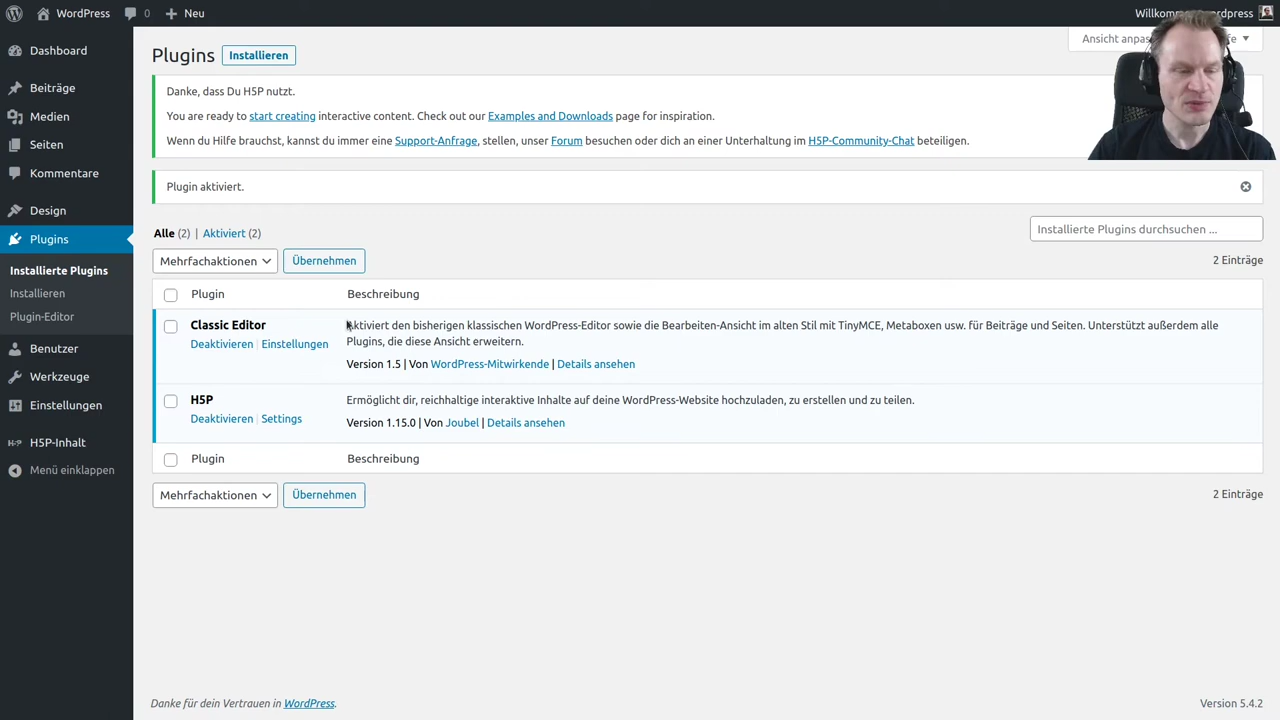 WordPress 0 Neu Willkomm
Dashboard
Beiträge
Medien
Seiten
Kommentare
Design
Plugins
Installierte Plugins
Installieren
Plugin-Editor
Benutzer
Werkzeuge
Einstellungen
H5P H5P-Inhalt
Menü einklappen
Ansicht anpas
Plugins Installieren
Danke, dass Du H5P nutzt.
You are ready to start creating interactive content. Check out our Examples and Downloads page for inspiration.
Wenn du Hilfe brauchst, kannst du immer eine Support-Anfrage, stellen, unser Forum besuchen oder dich an einer Unterhaltung im H5P-Community-Chat beteiligen.
Plugin aktiviert.
Alle (2) | Aktiviert (2)
Installierte Plugins durchsuchen ...
Mehrfachaktionen Übernehmen 2 Einträge
Plugin Beschreibung
Classic Editor Aktiviert den bisherigen klassischen WordPress-Editor sowie die Bearbeiten-Ansicht im alten Stil mit TinyMCE, Metaboxen usw. für Beiträge und Seiten. Unterstützt außerdem alle
Deaktivieren | Einstellungen Plugins, die diese Ansicht erweitern.
Version 1.5 | Von WordPress-Mitwirkende | Details ansehen
H5P Ermöglicht dir, reichhaltige interaktive Inhalte auf deine WordPress-Website hochzuladen, zu erstellen und zu teilen.
Deaktivieren | Settings Version 1.15.0 | Von Joubel | Details ansehen
Plugin Beschreibung
Mehrfachaktionen Übernehmen 2 Einträge
Danke für dein Vertrauen in WordPress. Version 5.4.2